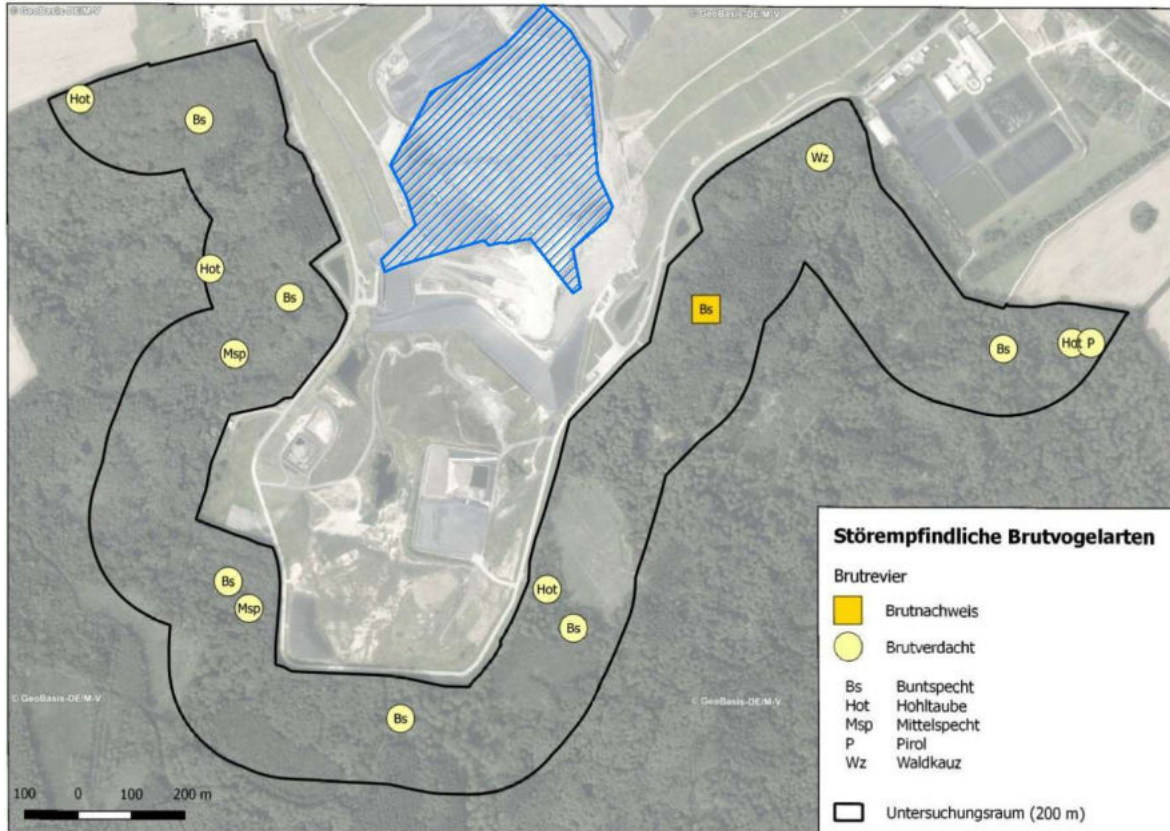 © GeoBasis-DE/M-V
© GeoBasis-DE/M-V
Hot
Bs
Wz
Hot
Bs
Bs
Msp
Bs
Hot
P
Bs
Msp
Hot
Bs
Bs
© GeoBasis-DE/M-V
© GeoBasis-DE/M-V
Störempfindliche Brutvogelarten
Brutrevier
Brutnachweis
Brutverdacht
Bs Buntspecht
Hot Hohltaube
Msp Mittelspecht
P Pirol
Wz Waldkauz
Untersuchungsraum (200 m)
100 0 100 200 m